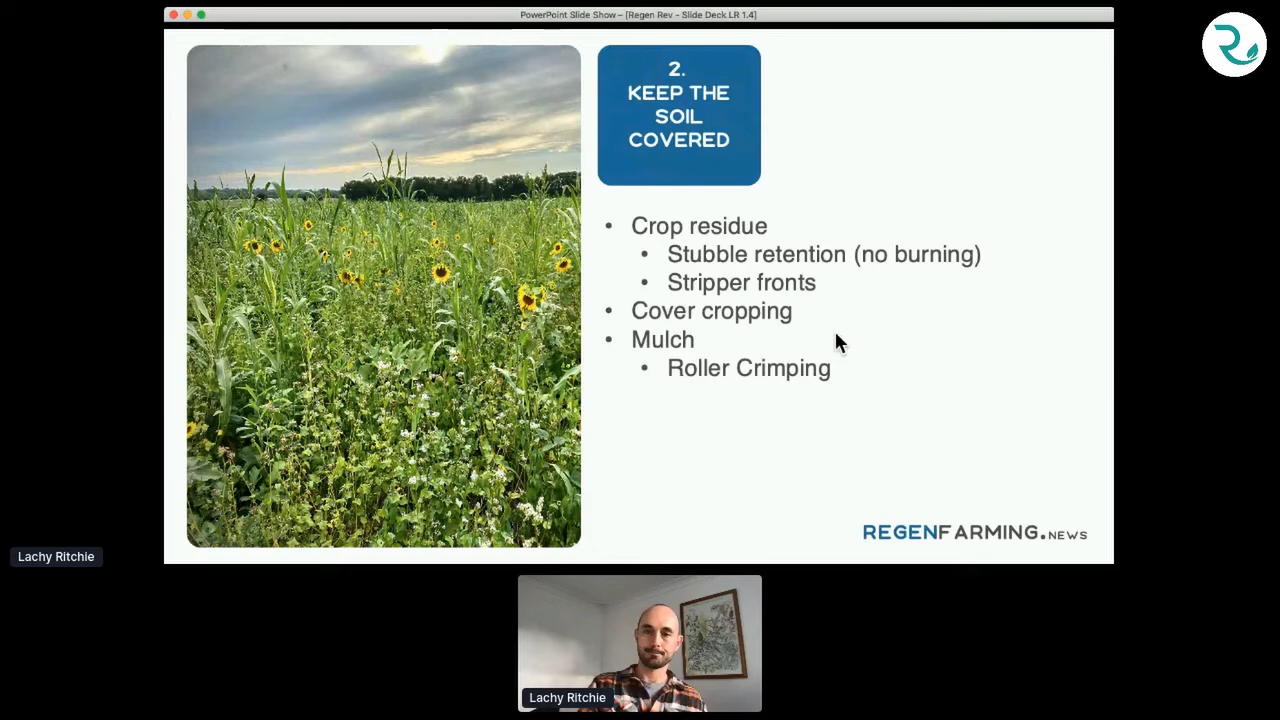 PowerPoint Slide Show – [Regen Rev - Slide Deck LR 1.4]
2.
KEEP THE
SOIL
COVERED
• Crop residue
• Stubble retention (no burning)
• Stripper fronts
• Cover cropping
• Mulch
• Roller Crimping
REGENFARMING.NEWS
Lachy Ritchie
Lachy Ritchie